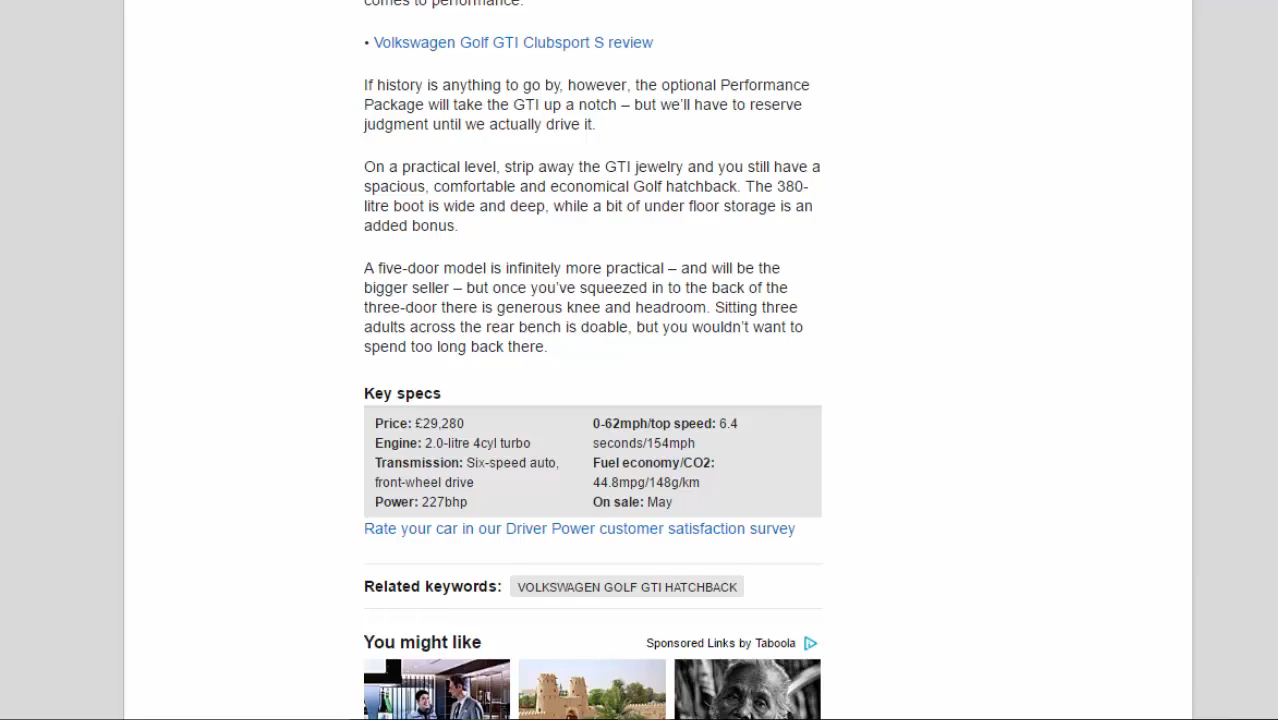 comes to performance.
• Volkswagen Golf GTI Clubsport S review
If history is anything to go by, however, the optional Performance
Package will take the GTI up a notch – but we’ll have to reserve
judgment until we actually drive it.
On a practical level, strip away the GTI jewelry and you still have a
spacious, comfortable and economical Golf hatchback. The 380-
litre boot is wide and deep, while a bit of under floor storage is an
added bonus.
A five-door model is infinitely more practical – and will be the
bigger seller – but once you’ve squeezed in to the back of the
three-door there is generous knee and headroom. Sitting three
adults across the rear bench is doable, but you wouldn’t want to
spend too long back there.
Key specs
Price: £29,280
Engine: 2.0-litre 4cyl turbo
Transmission: Six-speed auto,
front-wheel drive
Power: 227bhp
0-62mph/top speed: 6.4
seconds/154mph
Fuel economy/CO2:
44.8mpg/148g/km
On sale: May
Rate your car in our Driver Power customer satisfaction survey
Related keywords: VOLKSWAGEN GOLF GTI HATCHBACK
You might like
Sponsored Links by Taboola